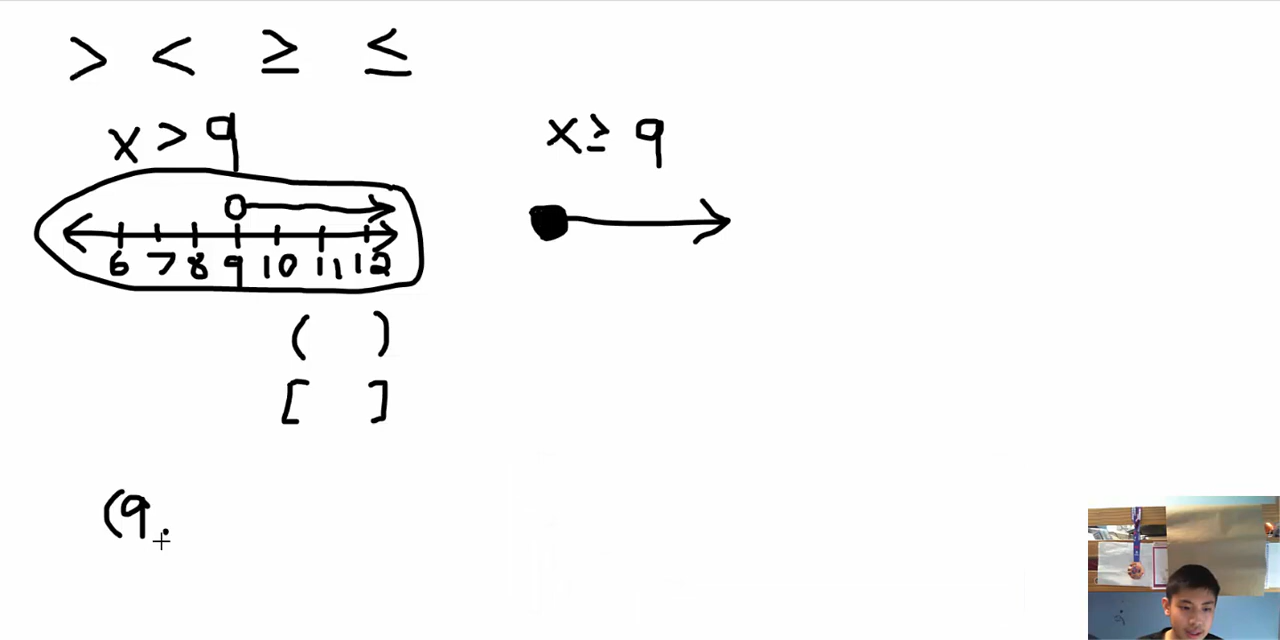 > < ≥ ≤
x > 9
x ≥ 9
6 7 8 9 10 11 12
( )
[ ]
(9,